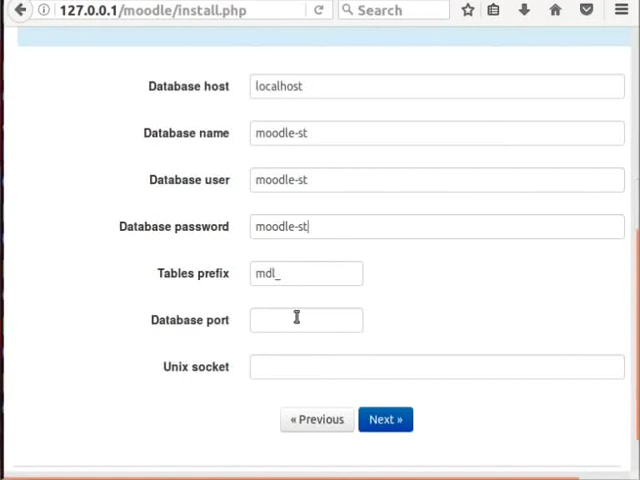 127.0.0.1/moodle/install.php Search
Database host localhost
Database name moodle-st
Database user moodle-st
Database password moodle-st
Tables prefix mdl_
Database port
Unix socket
« Previous Next »